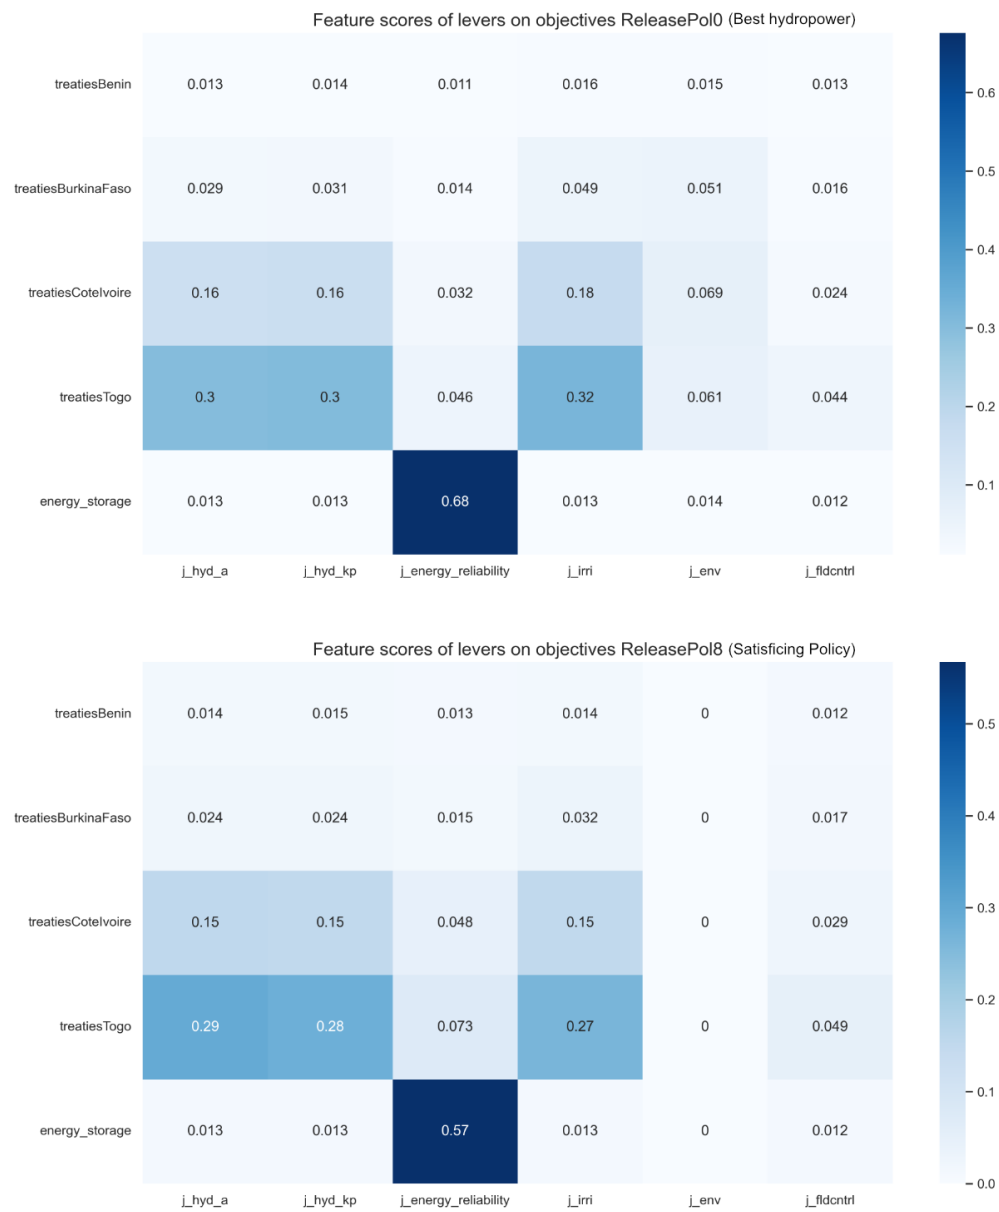 Feature scores of levers on objectives ReleasePol0 (Best hydropower)
treatiesBenin 0.013 0.014 0.011 0.016 0.015 0.013
0.6
treatiesBurkinaFaso 0.029 0.031 0.014 0.049 0.051 0.016
0.5
0.4
treatiesCoteIvoire 0.16 0.16 0.032 0.18 0.069 0.024
0.3
treatiesTogo 0.3 0.3 0.046 0.32 0.061 0.044
0.2
energy_storage 0.013 0.013 0.68 0.013 0.014 0.012
0.1
j_hyd_a j_hyd_kp j_energy_reliability j_irri j_env j_fldcntrl
Feature scores of levers on objectives ReleasePol8 (Satisficing Policy)
treatiesBenin 0.014 0.015 0.013 0.014 0 0.012
0.5
treatiesBurkinaFaso 0.024 0.024 0.015 0.032 0 0.017
0.4
treatiesCoteIvoire 0.15 0.15 0.048 0.15 0 0.029
0.3
treatiesTogo 0.29 0.28 0.073 0.27 0 0.049
0.2
0.1
energy_storage 0.013 0.013 0.57 0.013 0 0.012
0.0
j_hyd_a j_hyd_kp j_energy_reliability j_irri j_env j_fldcntrl